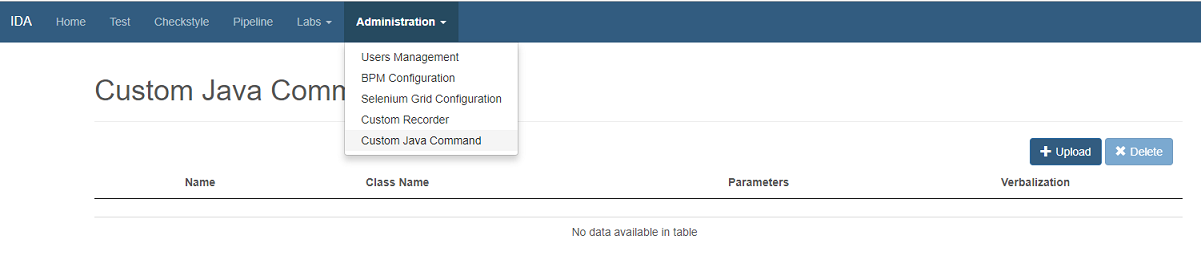 IDA Home Test Checkstyle Pipeline Labs Administration
Users Management
BPM Configuration
Selenium Grid Configuration
Custom Recorder
Custom Java Command
Custom Java Comm
Upload Delete
Name Class Name Parameters Verbalization
No data available in table